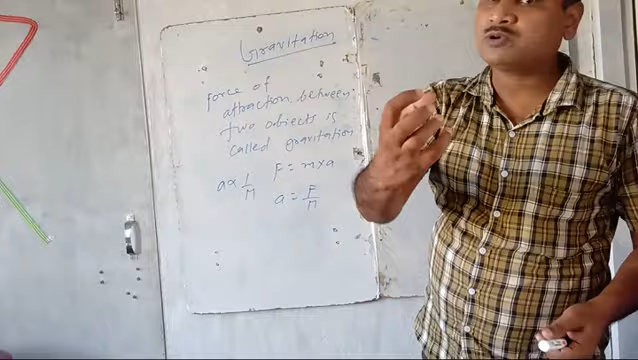 Gravitation
Force of
attraction between
two objects is
called gravitation
F = m x a
a ∝ 1/M
a = F/M